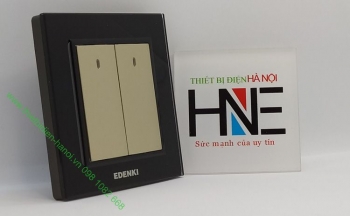 THIẾT BỊ ĐIỆN HÀ NỘI
HNE
Sức mạnh của uy tín
EDENKI